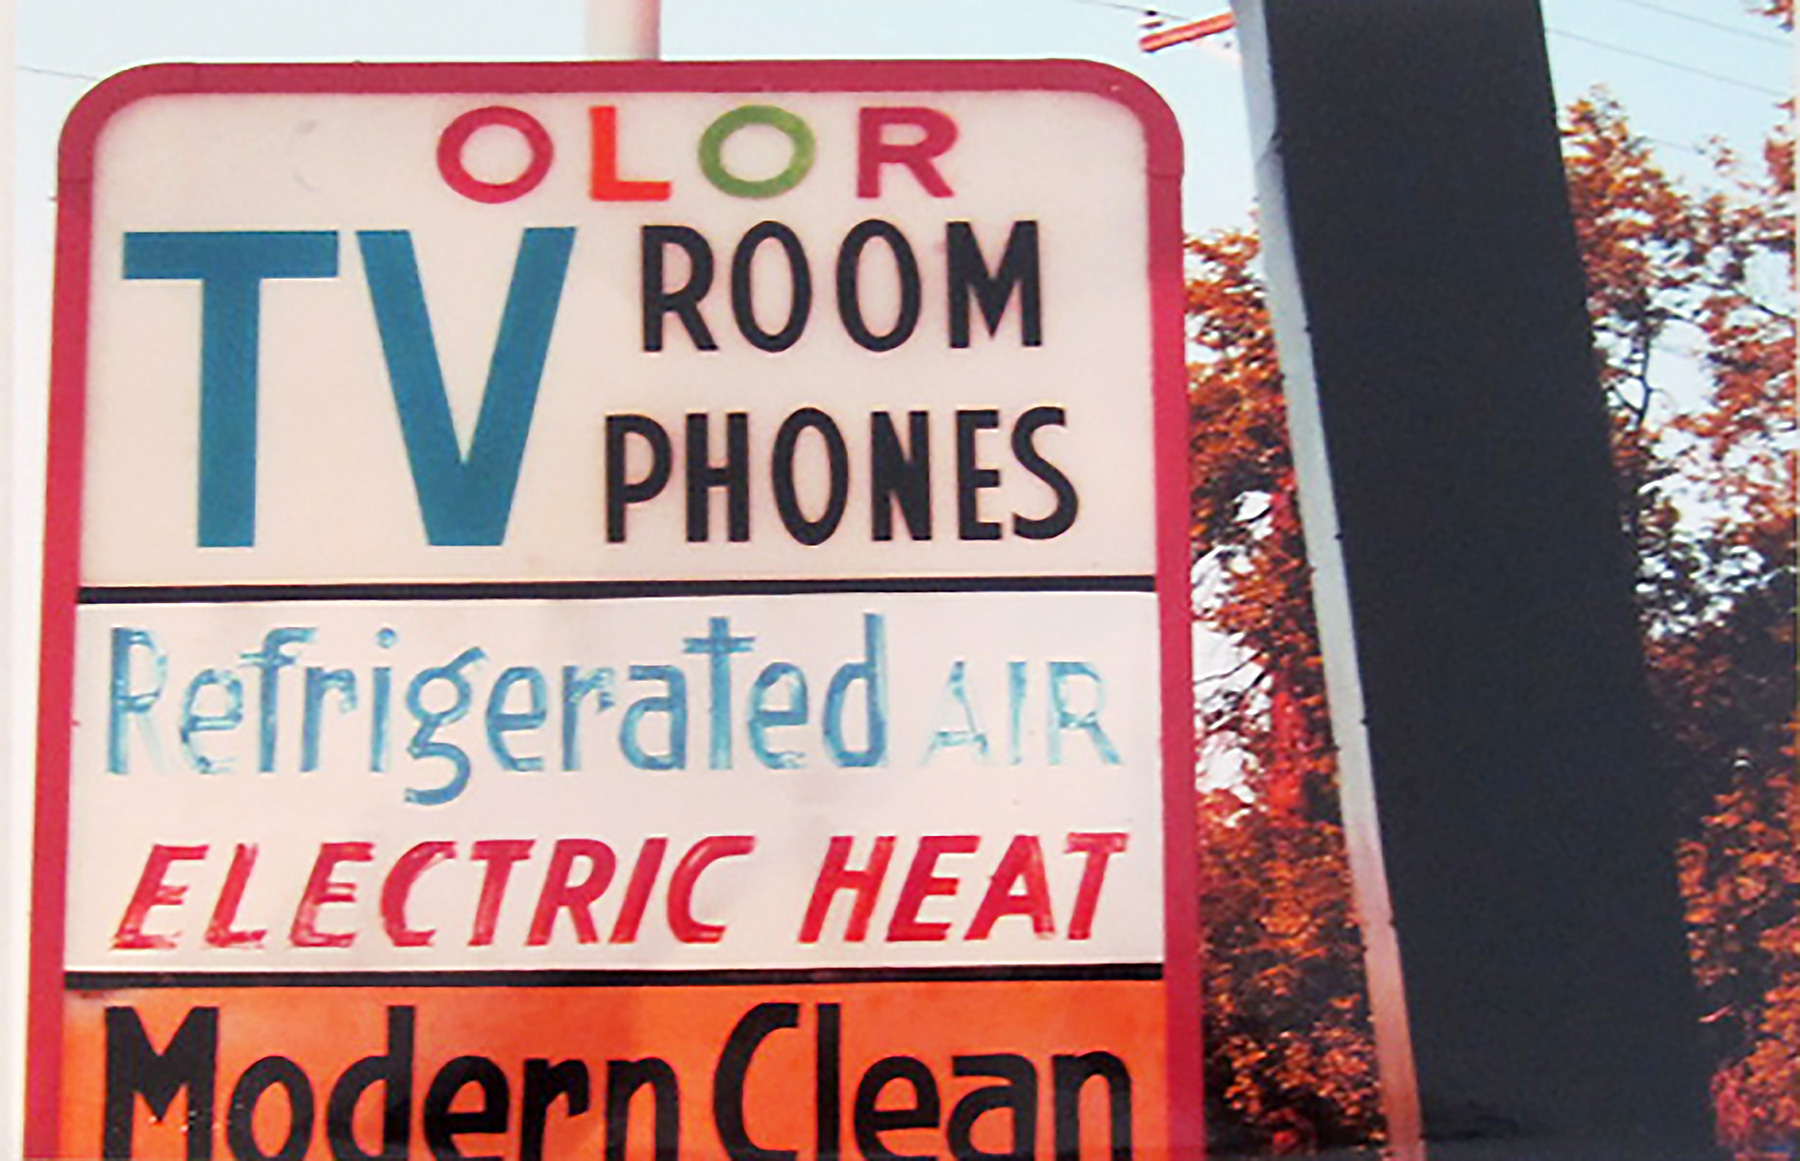 OLOR
TV ROOM
PHONES
Refrigerated AIR
ELECTRIC HEAT
Modern Clean